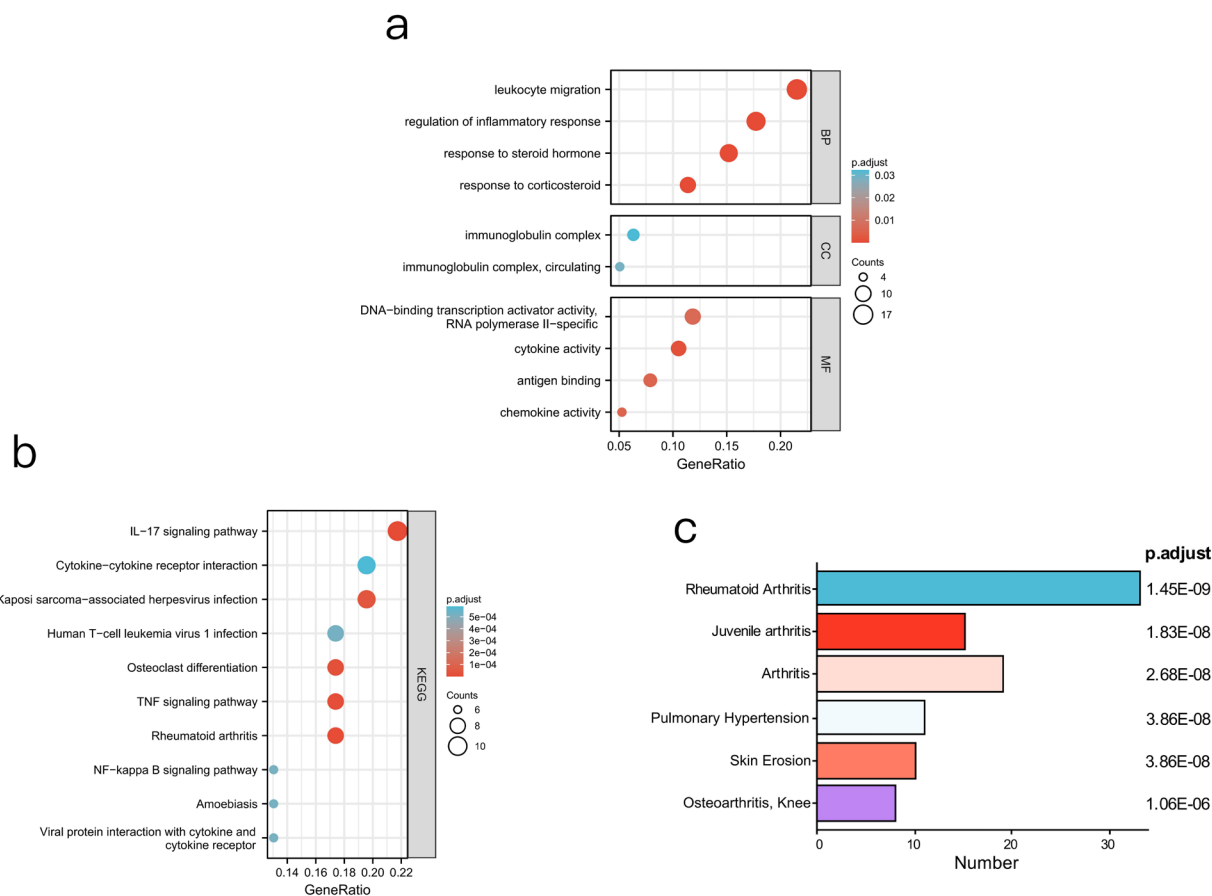 a
leukocyte migration
regulation of inflammatory response
response to steroid hormone
response to corticosteroid
BP
immunoglobulin complex
immunoglobulin complex, circulating
CC
DNA−binding transcription activator activity,
RNA polymerase II−specific
cytokine activity
antigen binding
chemokine activity
MF
0.05 0.10 0.15 0.20
GeneRatio
p.adjust
0.03
0.02
0.01
Counts
4
10
17
b
IL−17 signaling pathway
Cytokine−cytokine receptor interaction
Kaposi sarcoma−associated herpesvirus infection
Human T−cell leukemia virus 1 infection
Osteoclast differentiation
TNF signaling pathway
Rheumatoid arthritis
NF−kappa B signaling pathway
Amoebiasis
Viral protein interaction with cytokine and
cytokine receptor
KEGG
0.14 0.16 0.18 0.20 0.22
GeneRatio
p.adjust
5e−04
4e−04
3e−04
2e−04
1e−04
Counts
6
8
10
c
p.adjust
Rheumatoid Arthritis 1.45E-09
Juvenile arthritis 1.83E-08
Arthritis 2.68E-08
Pulmonary Hypertension 3.86E-08
Skin Erosion 3.86E-08
Osteoarthritis, Knee 1.06E-06
0 10 20 30
Number